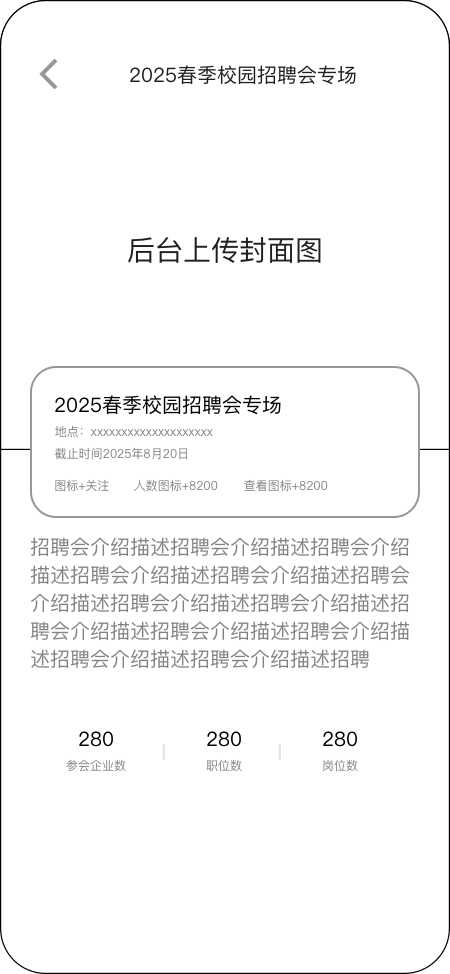 2025春季校园招聘会专场
后台上传封面图
2025春季校园招聘会专场
地点：xxxxxxxxxxxxxxxxxxxx
截止时间2025年8月20日
图标+关注 人数图标+8200 查看图标+8200
招聘会介绍描述招聘会介绍描述招聘会介绍
描述招聘会介绍描述招聘会介绍描述招聘会
介绍描述招聘会介绍描述招聘会介绍描述招
聘会介绍描述招聘会介绍描述招聘会介绍描
述招聘会介绍描述招聘会介绍描述招聘
280 280 280
参会企业数 职位数 岗位数